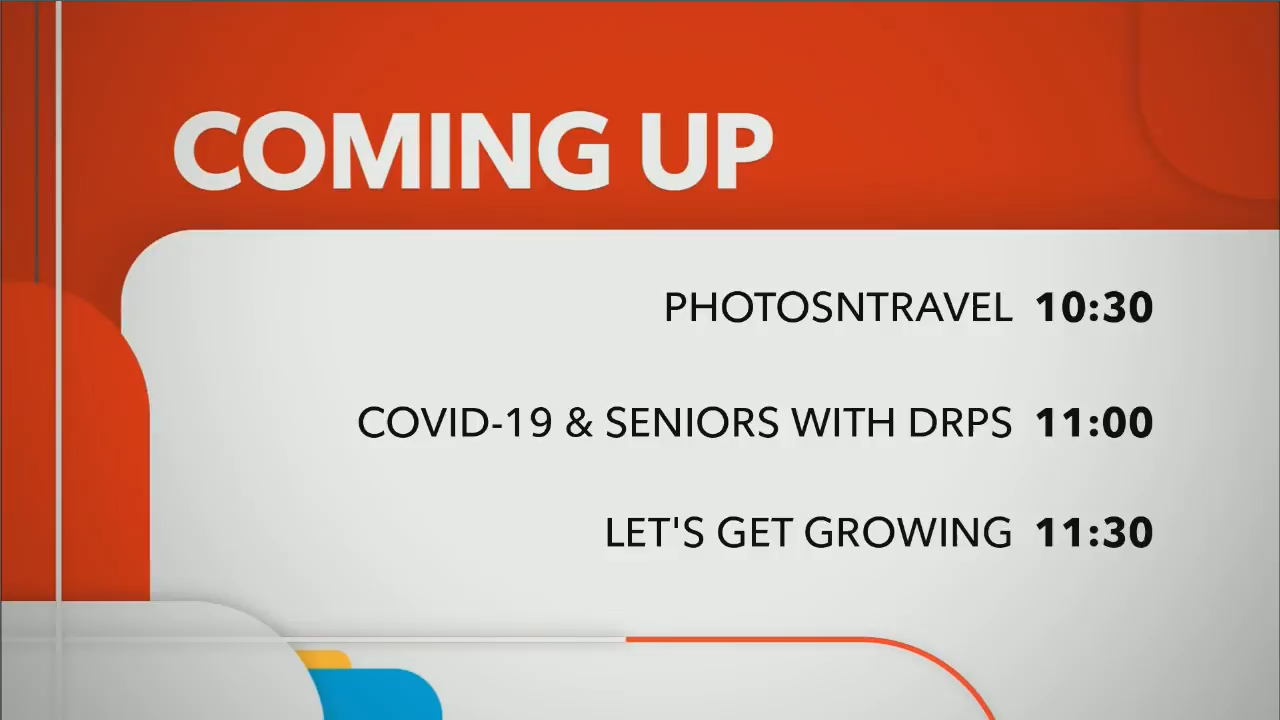 COMING UP
PHOTOSNTRAVEL 10:30
COVID-19 & SENIORS WITH DRPS 11:00
LET'S GET GROWING 11:30